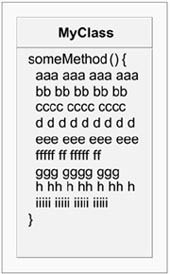 MyClass
someMethod () {
aaa aaa aaa aaa
bb bb bb bb bb
cccc cccc cccc
d d d d d d d d d
eee eee eee eee
fffff ff fffff ff
ggg gggg ggg
h hh h hh h hh h
iiiii iiiii iiiii iiiii
}